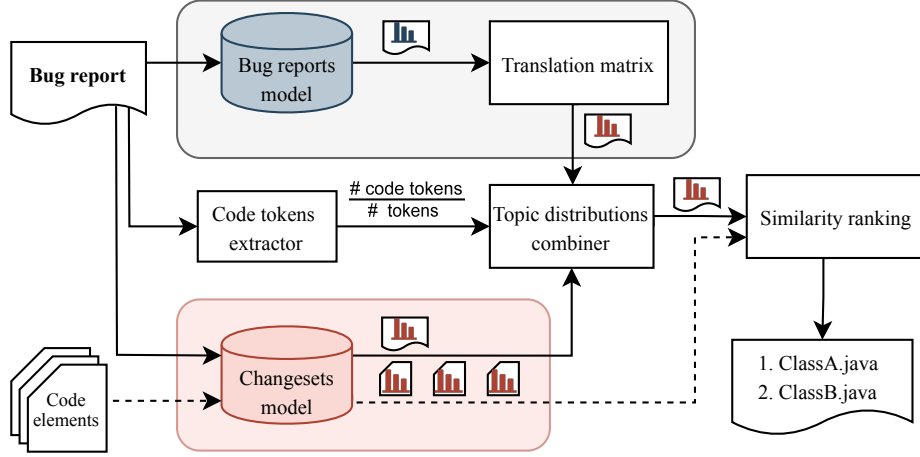 Bug report
Bug reports
model
Translation matrix
Code tokens
extractor
# code tokens
# tokens
Topic distributions
combiner
Similarity ranking
Changesets
model
Code
elements
1. ClassA.java
2. ClassB.java